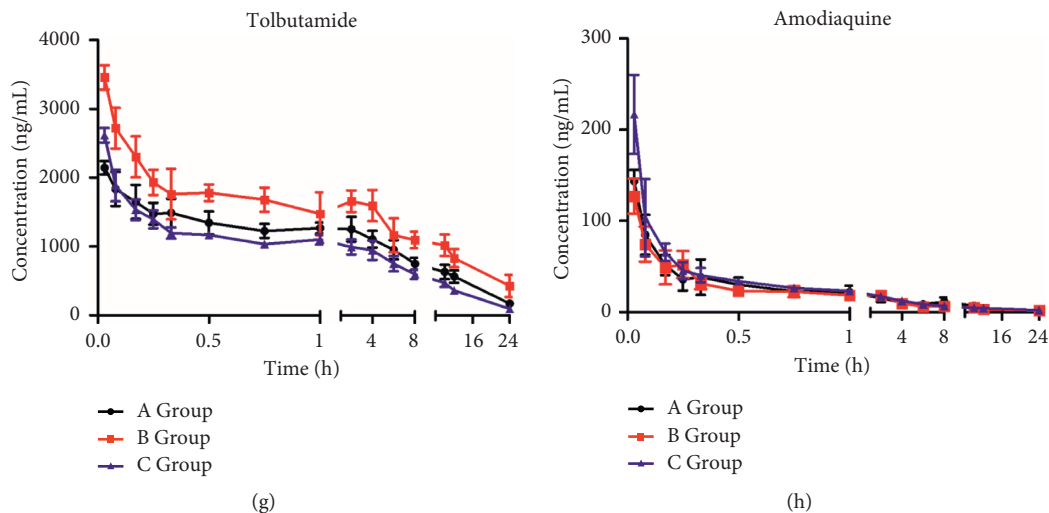 Tolbutamide
4000
3000
2000
1000
0
Concentration (ng/mL)
0.0 0.5 1 4 8 16 24
Time (h)
A Group
B Group
C Group
(g)
Amodiaquine
300
200
100
0
Concentration (ng/mL)
0.0 0.5 1 4 8 16 24
Time (h)
A Group
B Group
C Group
(h)